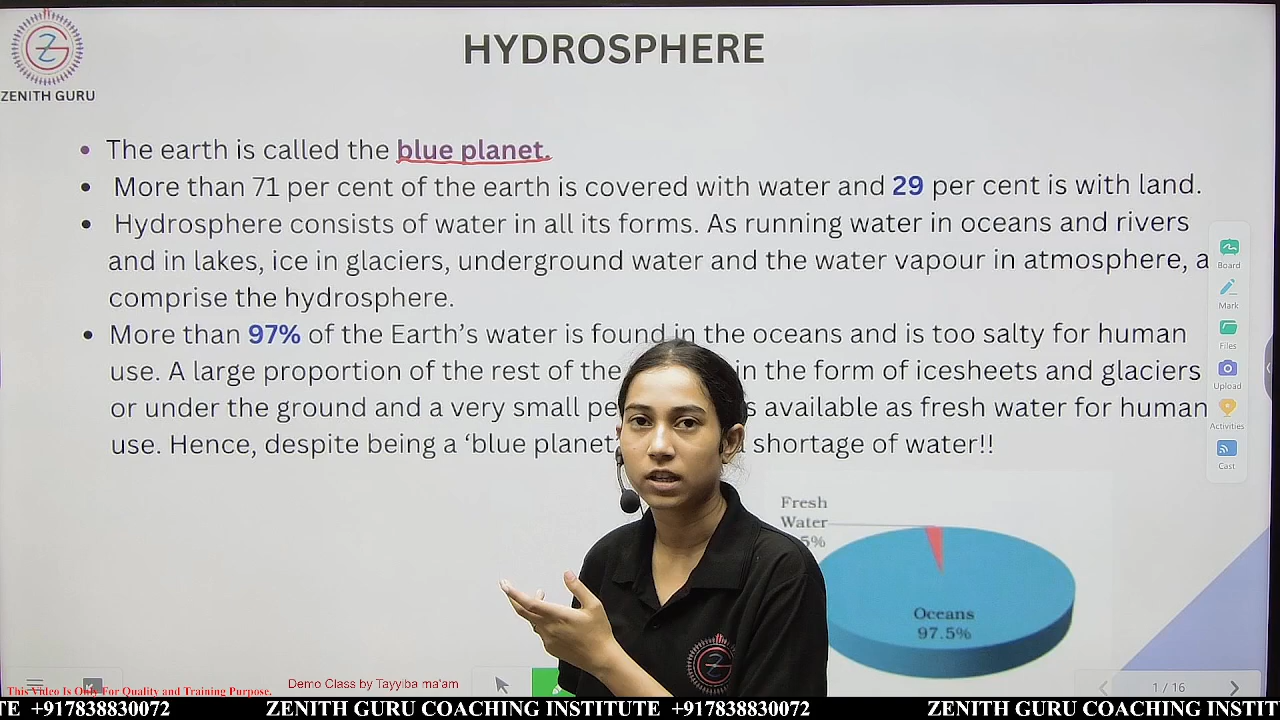 HYDROSPHERE
ZENITH GURU
The earth is called the blue planet.
More than 71 per cent of the earth is covered with water and 29 per cent is with land.
Hydrosphere consists of water in all its forms. As running water in oceans and rivers
and in lakes, ice in glaciers, underground water and the water vapour in atmosphere, a
comprise the hydrosphere.
More than 97% of the Earth's water is found in the oceans and is too salty for human
use. A large proportion of the rest of the in the form of icesheets and glaciers
or under the ground and a very small available as fresh water for human
use. Hence, despite being a ‘blue planet’ shortage of water!!
Board
Mark
Files
Upload
Activities
Cast
Fresh
Water
5%
Oceans
97.5%
1 / 16
This Video Is Only For Quality and Training Purpose.
Demo Class by Tayyiba ma'am
TE +917838830072 ZENITH GURU COACHING INSTITUTE +917838830072 ZENITH GURU COACHING INSTIT